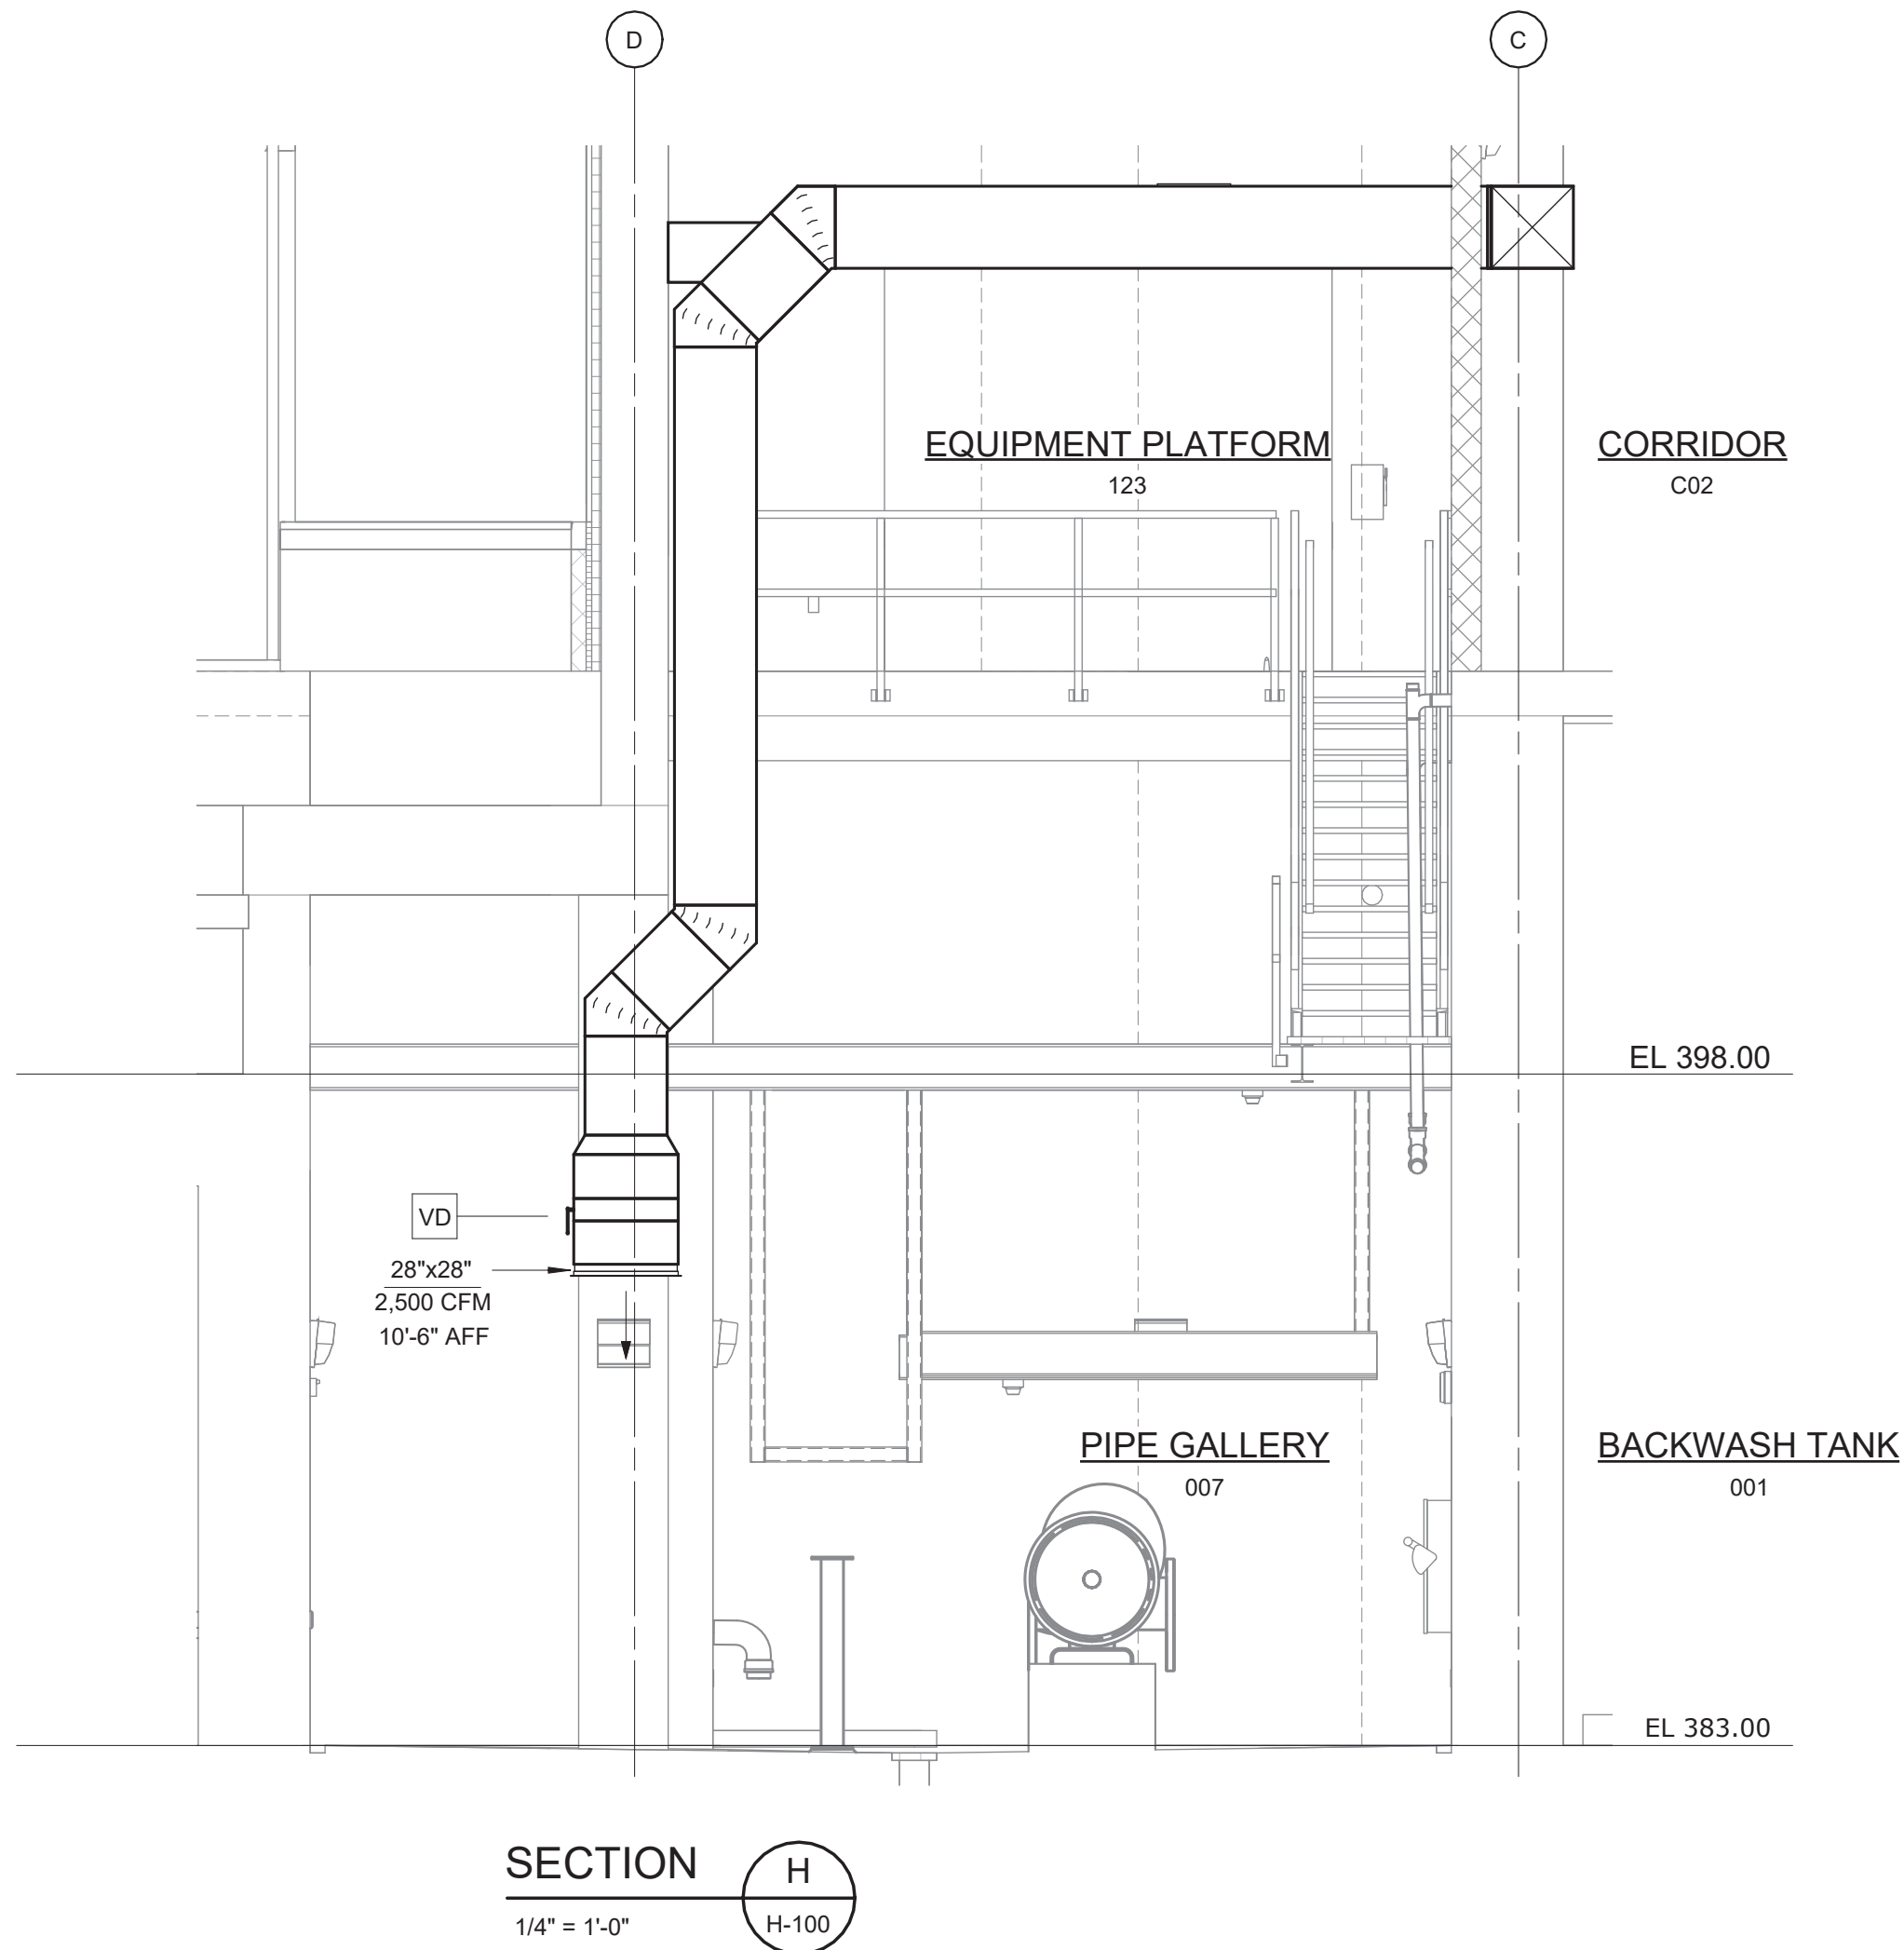 D
C
EQUIPMENT PLATFORM
123
CORRIDOR
C02
EL 398.00
VD
28"x28"
2,500 CFM
10'-6" AFF
PIPE GALLERY
007
BACKWASH TANK
001
EL 383.00
SECTION
H
1/4" = 1'-0"
H-100